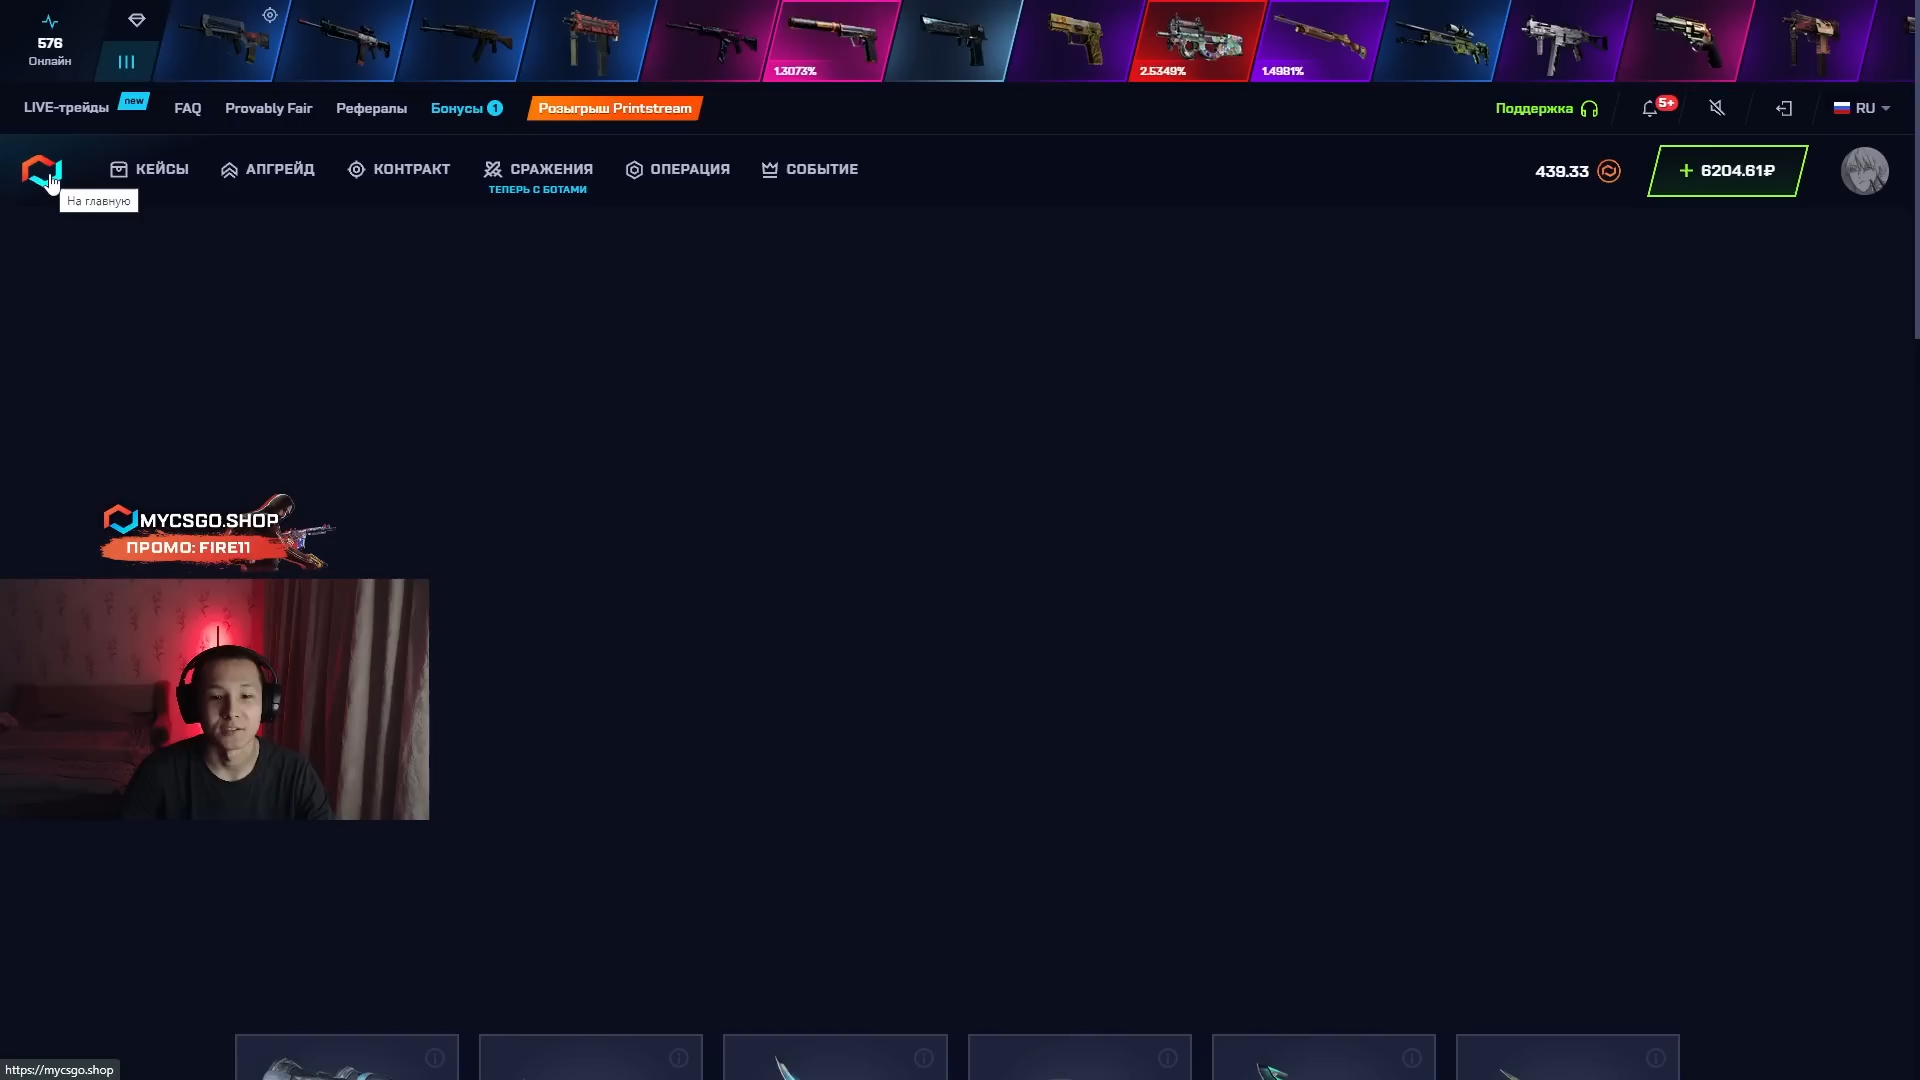 576
Онлайн
1.3073%
2.5349%
1.4981%
LIVE-трейды
new
FAQ
Provably Fair
Рефералы
Бонусы 1
Розыгрыш Printstream
Поддержка
5+
RU
КЕЙСЫ
АПГРЕЙД
КОНТРАКТ
СРАЖЕНИЯ
ТЕПЕРЬ С БОТАМИ
ОПЕРАЦИЯ
СОБЫТИЕ
439.33
+ 6204.61₽
На главную
MYCSGO.SHOP
ПРОМО: FIRE11
https://mycsgo.shop